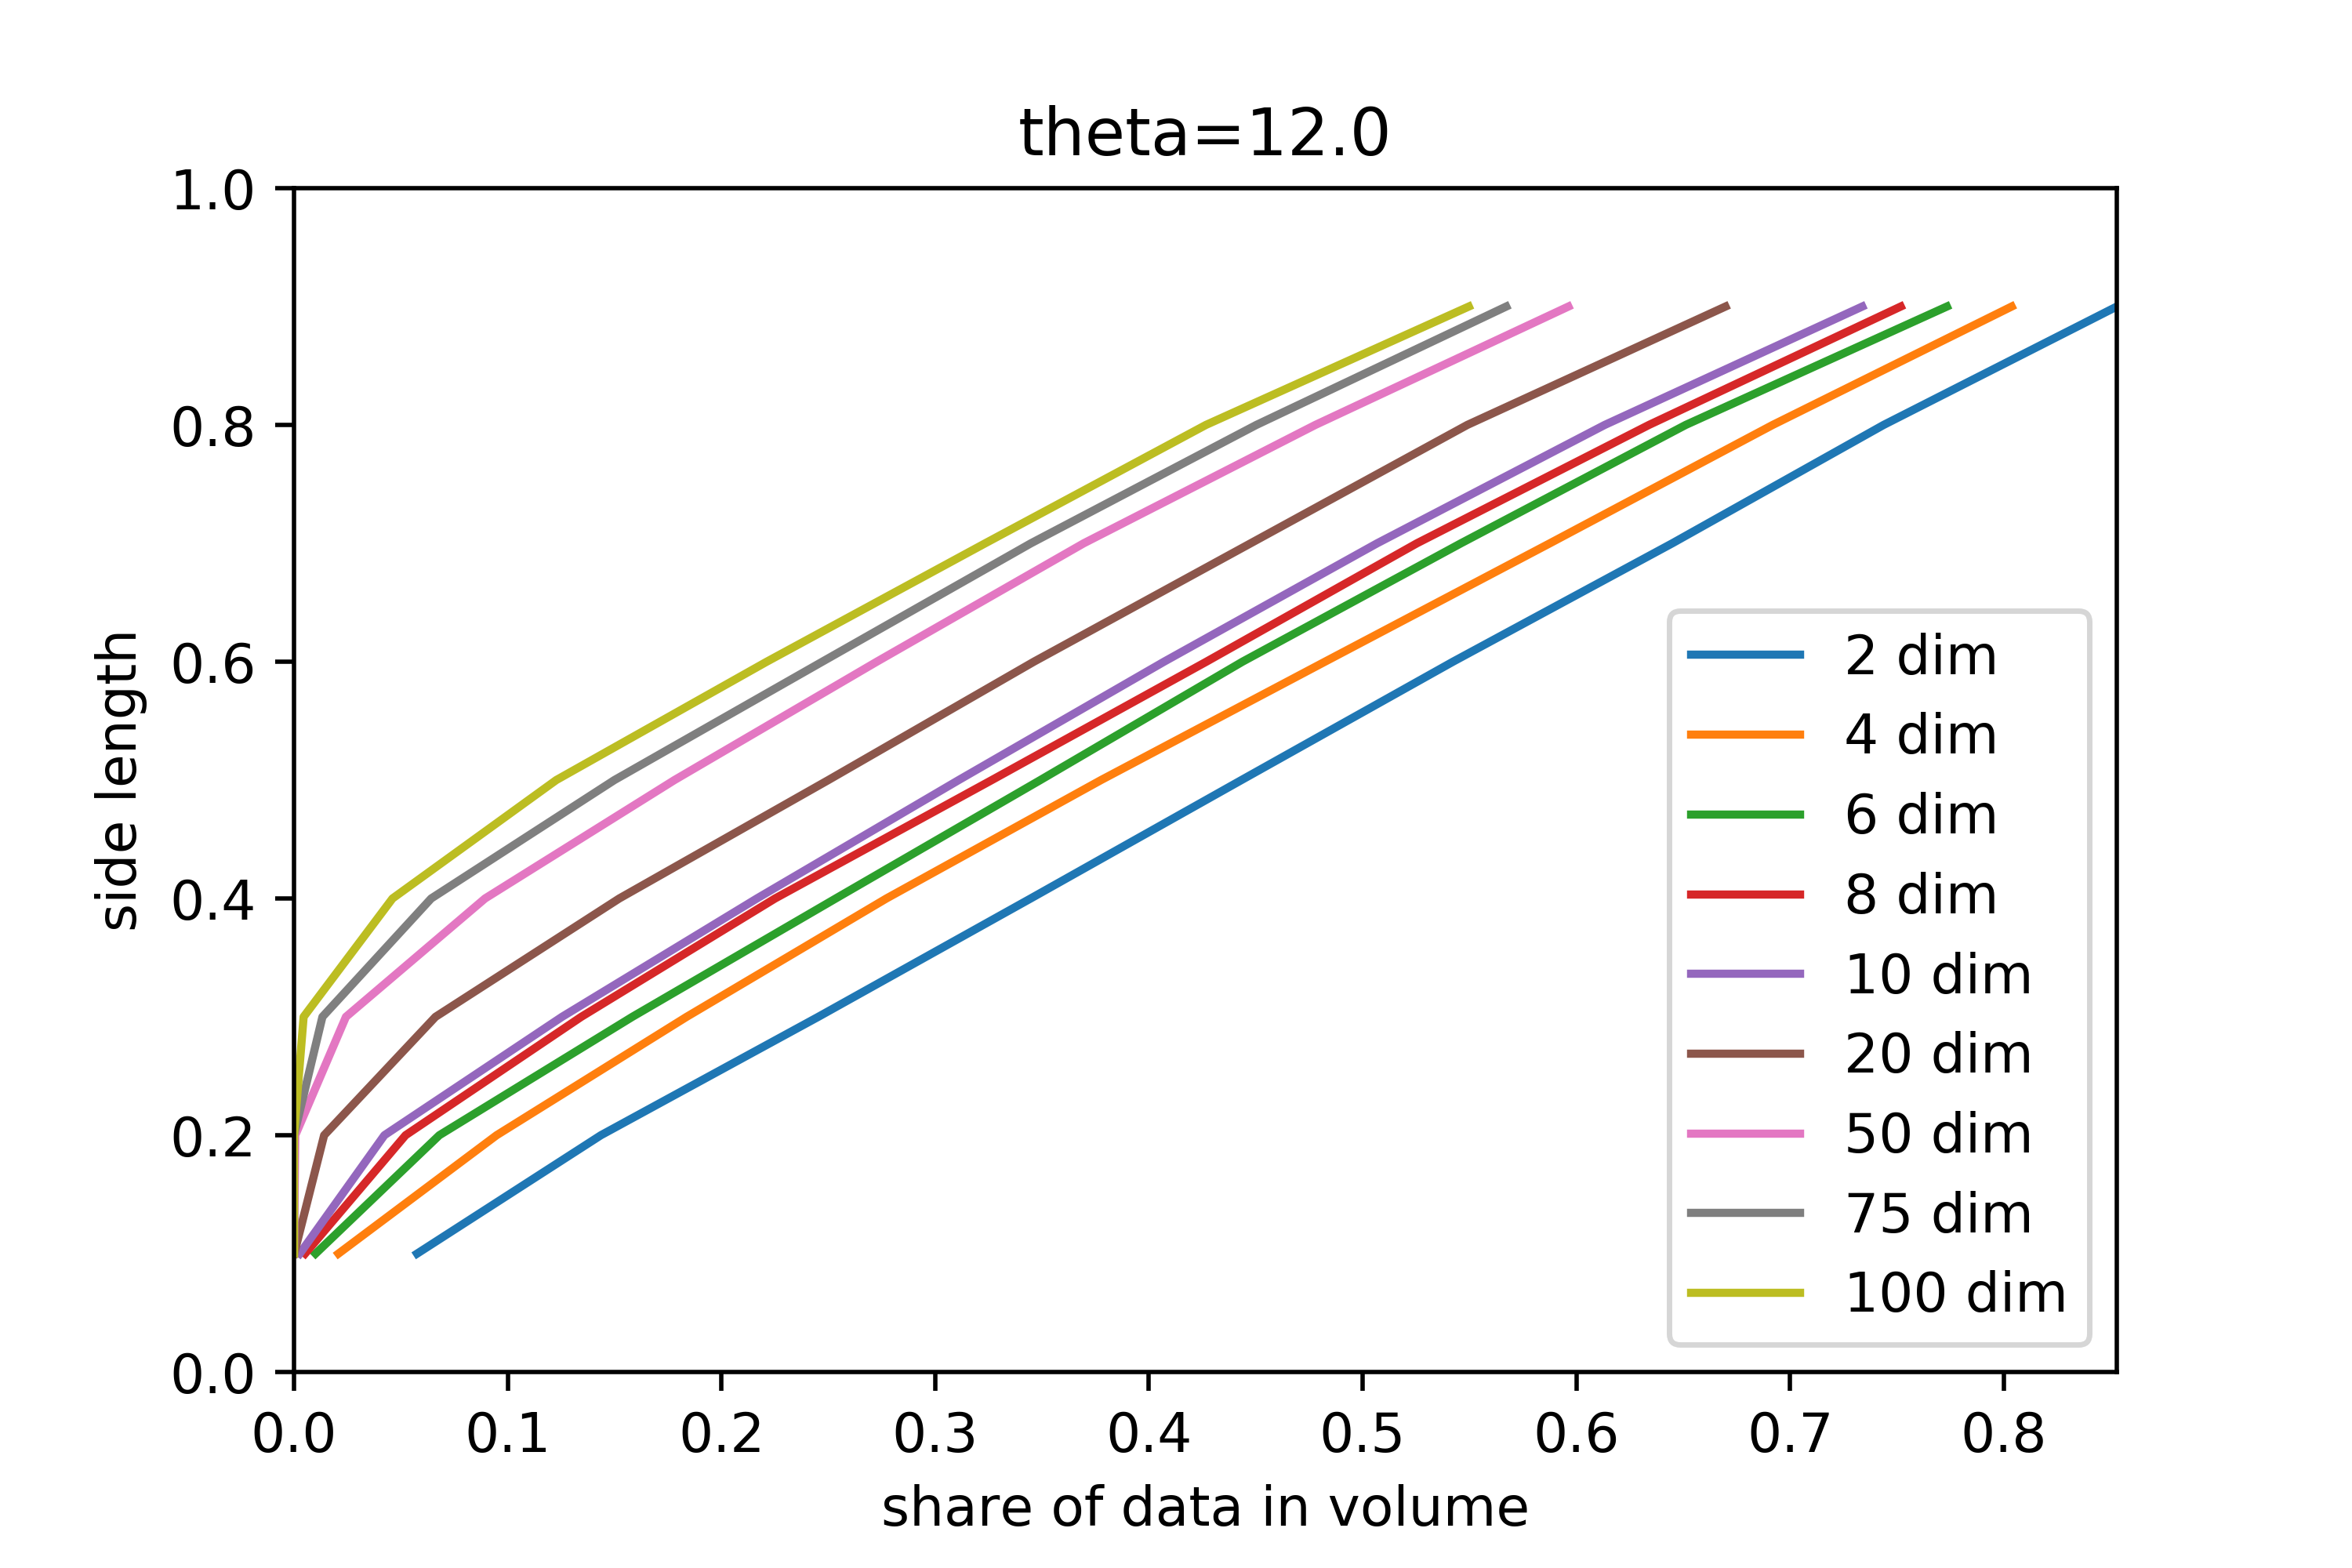 theta=12.0
1.0
0.8
0.6
0.4
0.2
0.0
side length
2 dim
4 dim
6 dim
8 dim
10 dim
20 dim
50 dim
75 dim
100 dim
0.0 0.1 0.2 0.3 0.4 0.5 0.6 0.7 0.8
share of data in volume